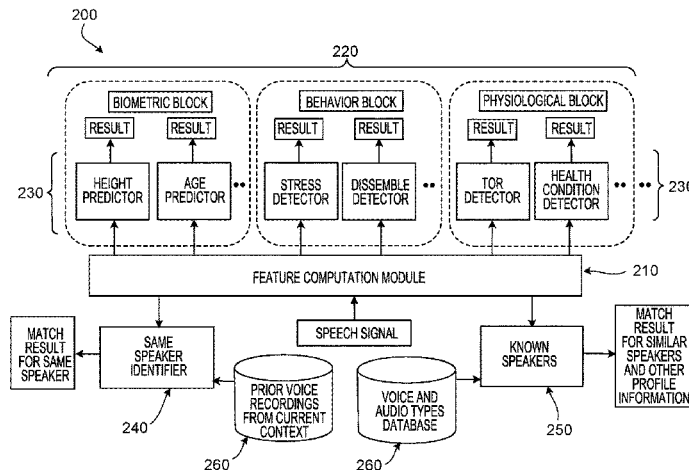 200
220
BIOMETRIC BLOCK
BEHAVIOR BLOCK
PHYSIOLOGICAL BLOCK
RESULT
RESULT
RESULT
RESULT
RESULT
RESULT
230
HEIGHT
PREDICTOR
AGE
PREDICTOR
STRESS
DETECTOR
DISSEMBLE
DETECTOR
TOR
DETECTOR
HEALTH
CONDITION
DETECTOR
230
FEATURE COMPUTATION MODULE
210
MATCH
RESULT
FOR SAME
SPEAKER
SAME
SPEAKER
IDENTIFIER
240
SPEECH SIGNAL
PRIOR VOICE
RECORDINGS
FROM CURRENT
CONTEXT
260
VOICE AND
AUDIO TYPES
DATABASE
260
KNOWN
SPEAKERS
250
MATCH
RESULT
FOR SIMILAR
SPEAKERS
AND OTHER
PROFILE
INFORMATION